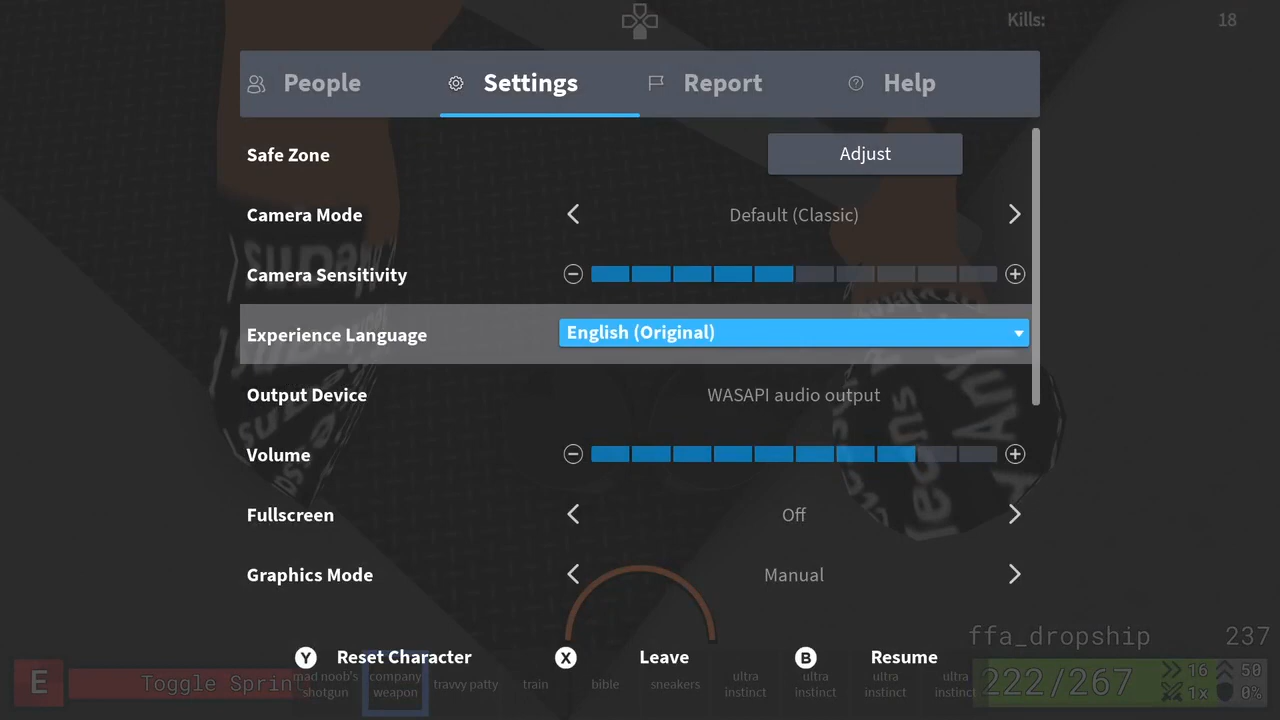 Kills: 18
People Settings Report Help
Safe Zone Adjust
Camera Mode Default (Classic)
Camera Sensitivity
Experience Language English (Original)
Output Device WASAPI audio output
Volume
Fullscreen Off
Graphics Mode Manual
ffa_dropship 237
Y Reset Character X Leave B Resume
E Toggle Sprint
mad noob's
shotgun
company
weapon
travvy patty
train
bible
sneakers
ultra
instinct
ultra
instinct
ultra
instinct
ultra
instinct
222/267
16 50
1x 0%